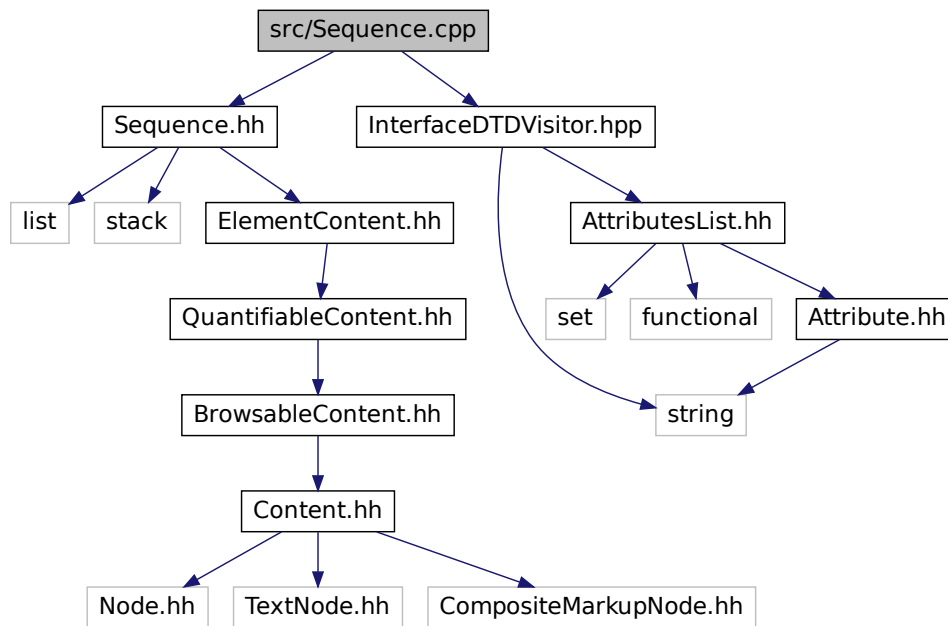 src/Sequence.cpp
Sequence.hh
InterfaceDTDVisitor.hpp
list
stack
ElementContent.hh
AttributesList.hh
QuantifiableContent.hh
set
functional
Attribute.hh
BrowsableContent.hh
string
Content.hh
Node.hh
TextNode.hh
CompositeMarkupNode.hh